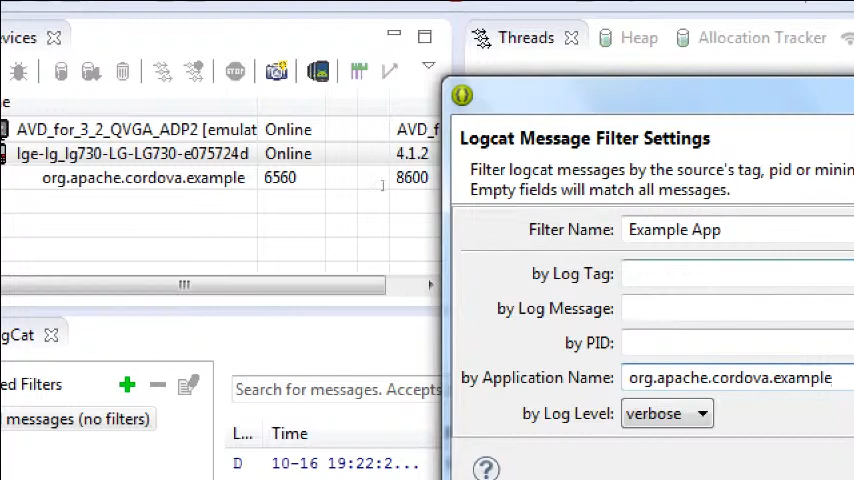 vices
Threads
Heap
Allocation Tracker
e
AVD_for_3_2_QVGA_ADP2 [emulat Online AVD_f
lge-lg_lg730-LG-LG730-e075724d Online 4.1.2
org.apache.cordova.example 6560 8600
gCat
ed Filters
messages (no filters)
Search for messages. Accepts
L... Time
D 10-16 19:22:2...
Logcat Message Filter Settings
Filter logcat messages by the source's tag, pid or minin
Empty fields will match all messages.
Filter Name: Example App
by Log Tag:
by Log Message:
by PID:
by Application Name: org.apache.cordova.example
by Log Level: verbose